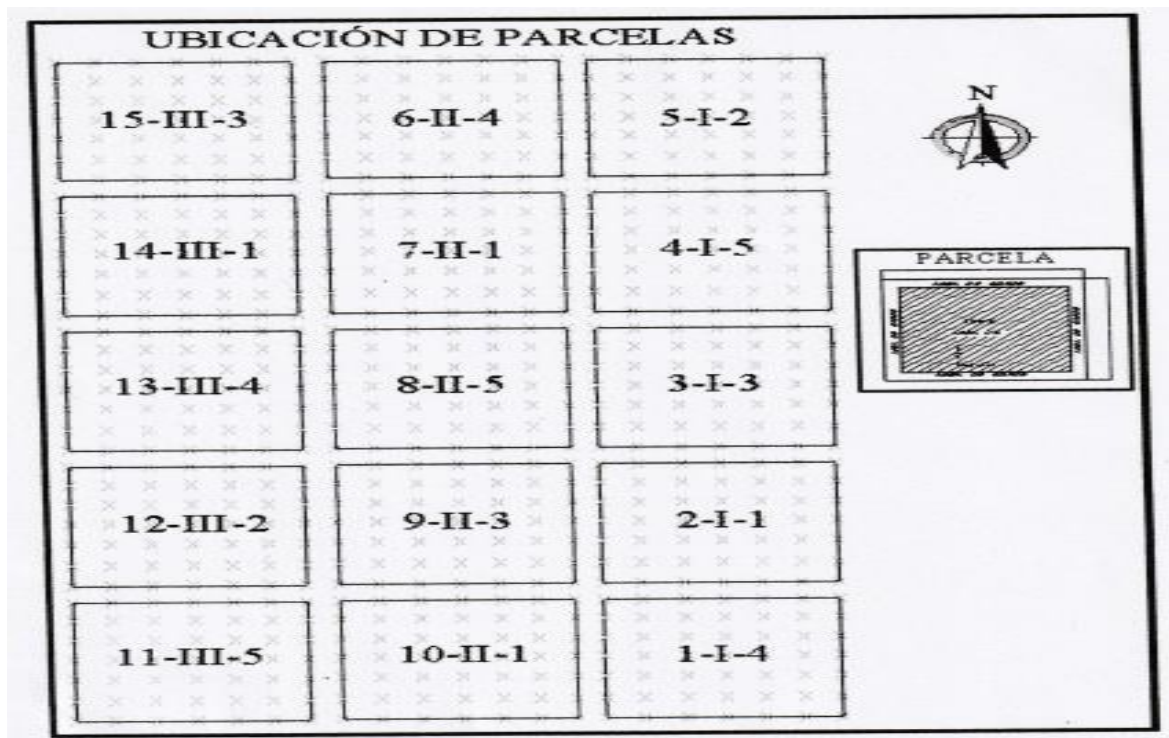 UBICACIÓN DE PARCELAS
15-III-3 6-II-4 5-I-2
N
14-III-1 7-II-1 4-I-5
PARCELA
13-III-4 8-II-5 3-I-3
12-III-2 9-II-3 2-I-1
11-III-5 10-II-1 1-I-4